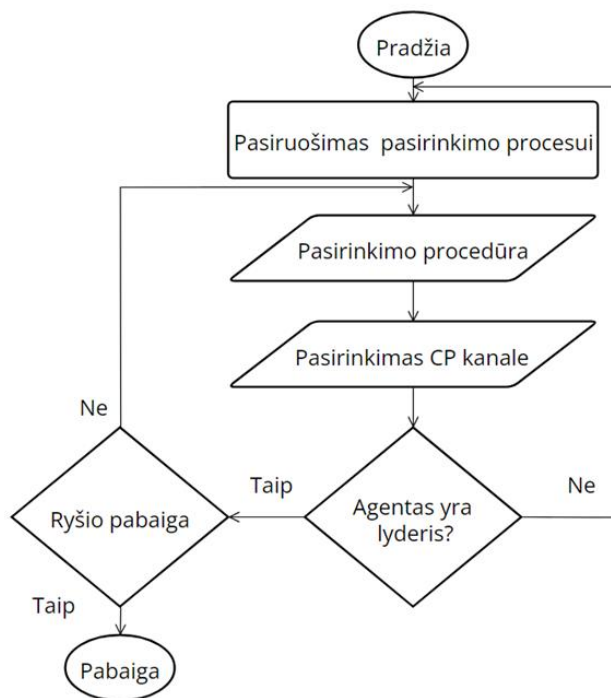 Pradžia
Pasiruošimas pasirinkimo procesui
Pasirinkimo procedūra
Pasirinkimas CP kanale
Ne
Ryšio pabaiga
Taip
Agentas yra
lyderis?
Ne
Taip
Pabaiga